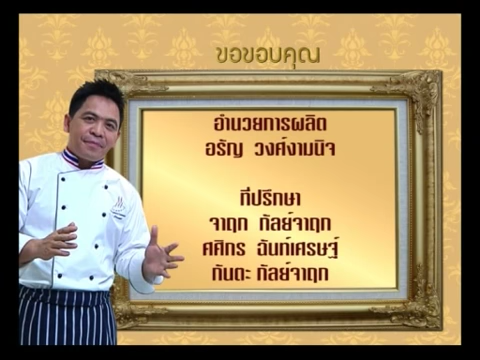 ขอขอบคุณ
อำนวยการผลิต
อรัญ วงศ์งามนิจ
ที่ปรึกษา
จาฤก กัลย์จาฤก
ศศิกร ฉันท์เศรษฐ์
กันตะ กัลย์จาฤก